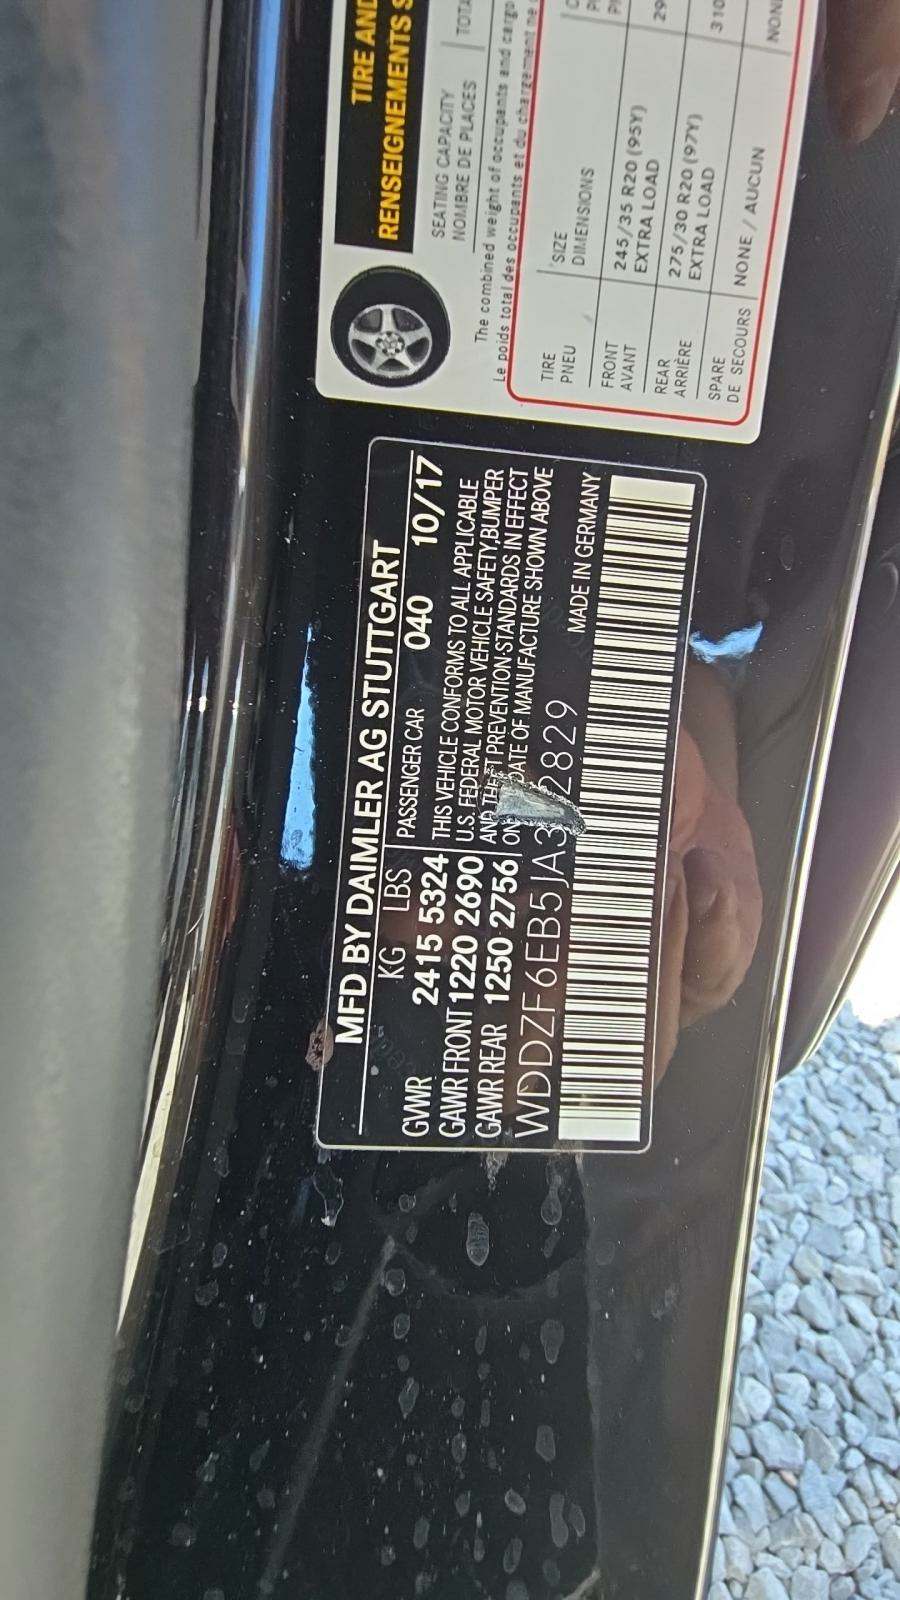 MFD BY DAIMLER AG STUTTGART
KG LBS PASSENGER CAR 040 10/17
GVWR 2415 5324
GAWR FRONT 1220 2690
GAWR REAR 1250 2756
THIS VEHICLE CONFORMS TO ALL APPLICABLE
U.S. FEDERAL MOTOR VEHICLE SAFETY, BUMPER
AND THEFT PREVENTION STANDARDS IN EFFECT
ON DATE OF MANUFACTURE SHOWN ABOVE
WDDZF6EB5JA3 2829 MADE IN GERMANY
TIRE AND
RENSEIGNEMENTS S
SEATING CAPACITY
NOMBRE DE PLACES
The combined weight of occupants and cargo
Le poids total des occupants et du chargement ne
TIRE SIZE
PNEU DIMENSIONS
FRONT 245/35 R20 (95Y)
AVANT EXTRA LOAD
REAR 275/30 R20 (97Y)
ARRIÈRE EXTRA LOAD
SPARE
DE SECOURS NONE / AUCUN